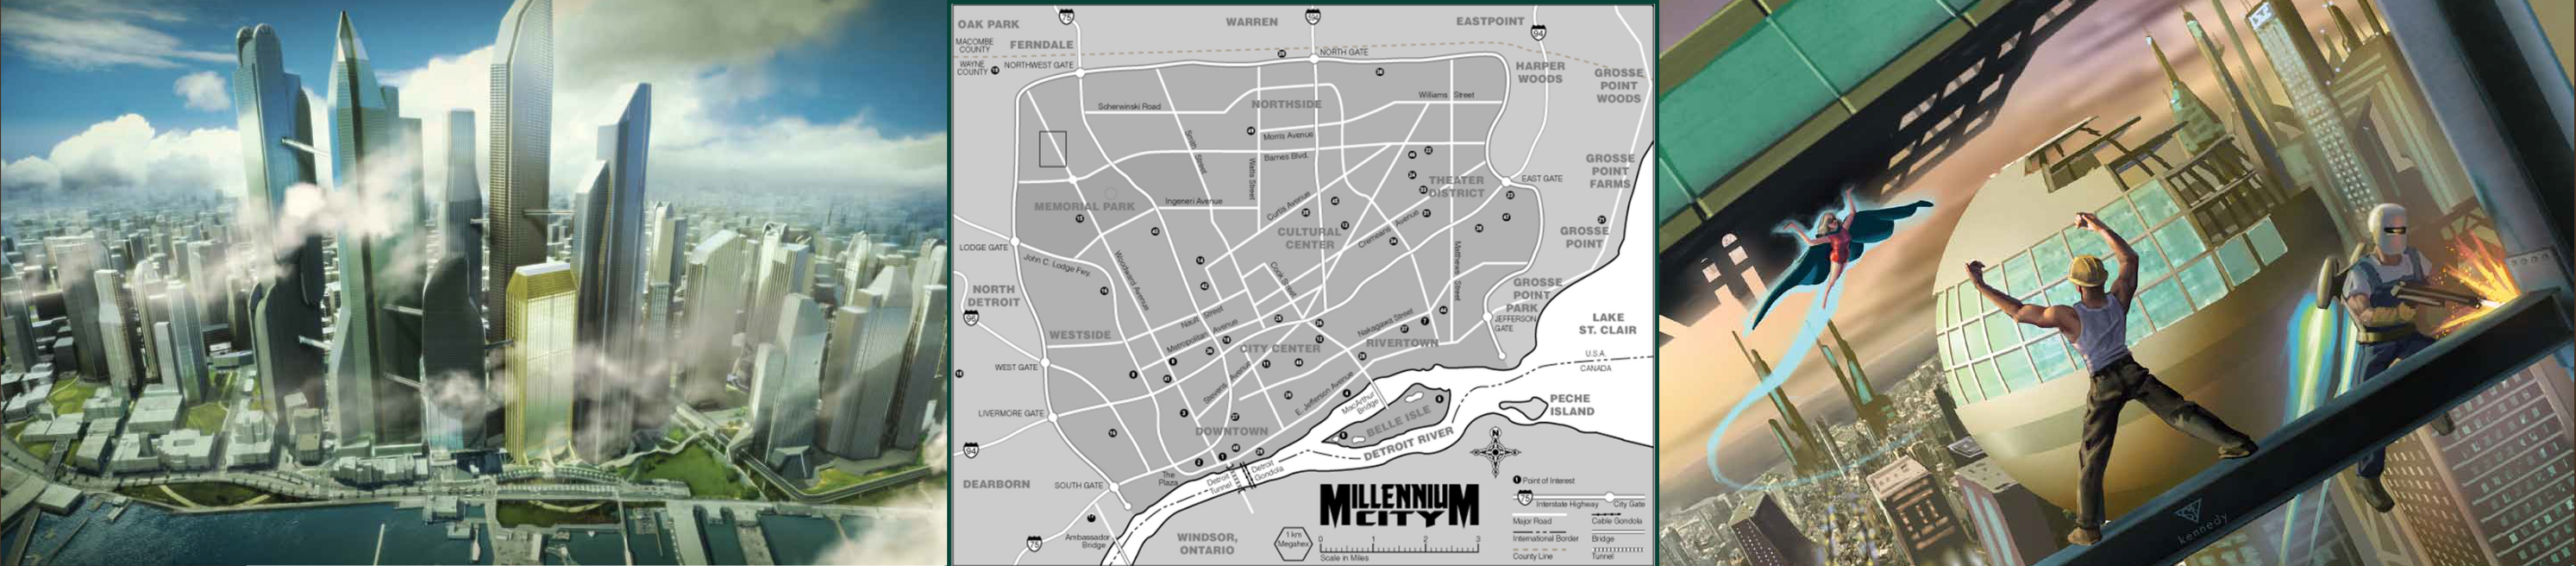 75
94
OAK PARK
WARREN
EASTPOINT
94
FERNDALE
MACOMBE
COUNTY
WAYNE
COUNTY
NORTHWEST GATE
NORTH GATE
HARPER
WOODS
GROSSE
POINT
WOODS
Scherwinski Road
NORTHSIDE
Williams Street
Smith Street
Morris Avenue
Barnes Blvd.
Watts Street
GROSSE
POINTE
FARMS
THEATER
DISTRICT
EAST GATE
MEMORIAL PARK
Ingeneri Avenue
Curtis Avenue
CULTURAL
CENTER
Cremeans Avenue
GROSSE
POINT
LODGE GATE
John C. Lodge Fwy.
Woodward Avenue
Cook Street
Matthews Street
NORTH
DETROIT
96
GROSSE
POINT
PARK
JEFFERSON
GATE
LAKE
ST. CLAIR
Nauft Street
Metropolitan Avenue
Nakagawa Street
WESTSIDE
CITY CENTER
RIVERTOWN
U.S.A.
CANADA
WEST GATE
Stevens Avenue
E. Jefferson Avenue
MacArthur
Bridge
BELLE ISLE
PECHE
ISLAND
LIVERMORE GATE
DOWNTOWN
DETROIT RIVER
94
The
Plaza
Detroit
Tunnel
Detroit
Gondola
N
DEARBORN
SOUTH GATE
Ambassador
Bridge
75
WINDSOR,
ONTARIO
1 km
Megahex
MILLENNIUM
CITY
0 1 2 3
Scale in Miles
Point of Interest
75
Interstate Highway
City Gate
Major Road
Cable Gondola
International Border
Bridge
County Line
Tunnel
kennedy